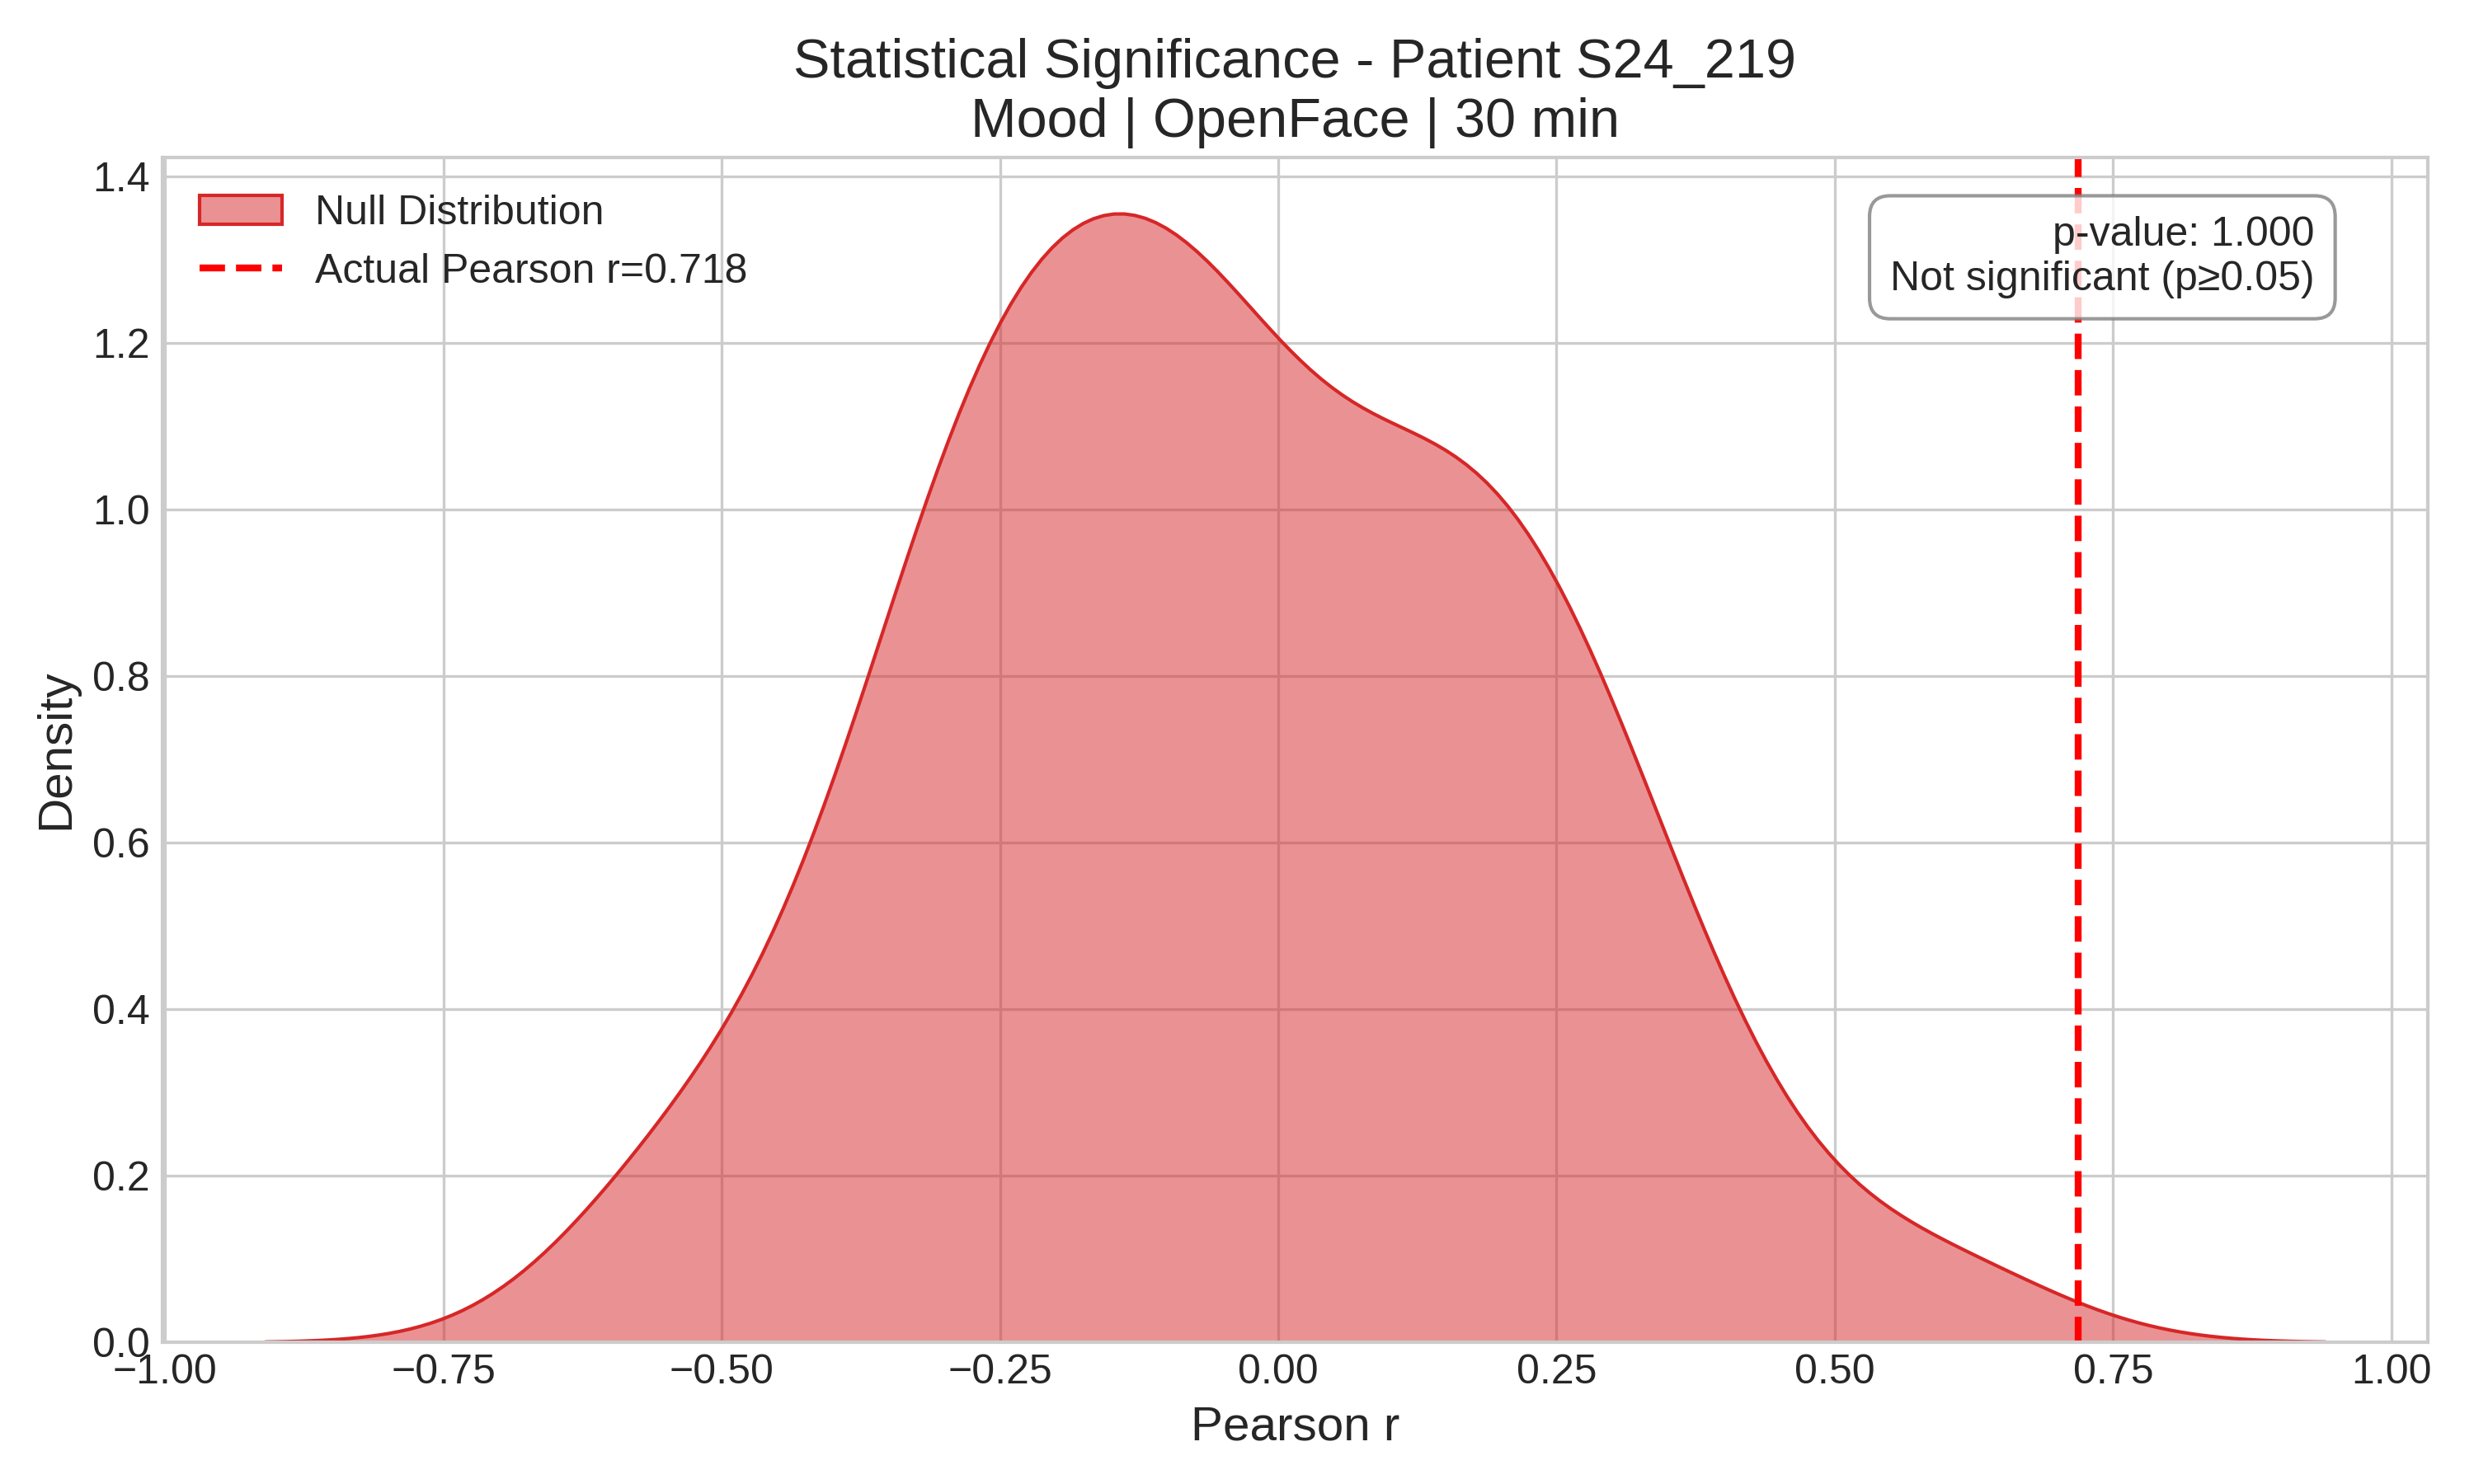 Statistical Significance - Patient S24_219
Mood | OpenFace | 30 min
Null Distribution
Actual Pearson r=0.718
p-value: 1.000
Not significant (p≥0.05)
Density
1.4
1.2
1.0
0.8
0.6
0.4
0.2
0.0
−1.00 −0.75 −0.50 −0.25 0.00 0.25 0.50 0.75 1.00
Pearson r